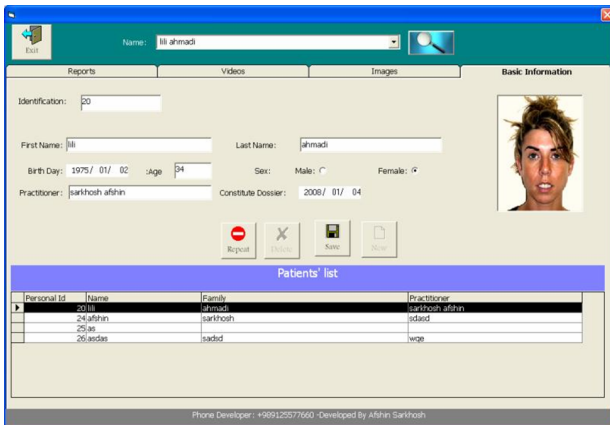 Exit
Name: lili ahmadi
Reports Videos Images Basic Information
Identification: 20
First Name: lili Last Name: ahmadi
Birth Day: 1975/ 01/ 02 :Age 34 Sex: Male: Female:
Practitioner: sarkhosh afshin Constitute Dossier: 2008/ 01/ 04
Repeat Delete Save New
Patients' list
Personal Id Name Family Practitioner
20 lili ahmadi sarkhosh afshin
24 afshin sarkhosh sdasd
25 as
26 asdas sadsd wqe
Phone Developer : +989125577660 -Developed By Afshin Sarkhosh